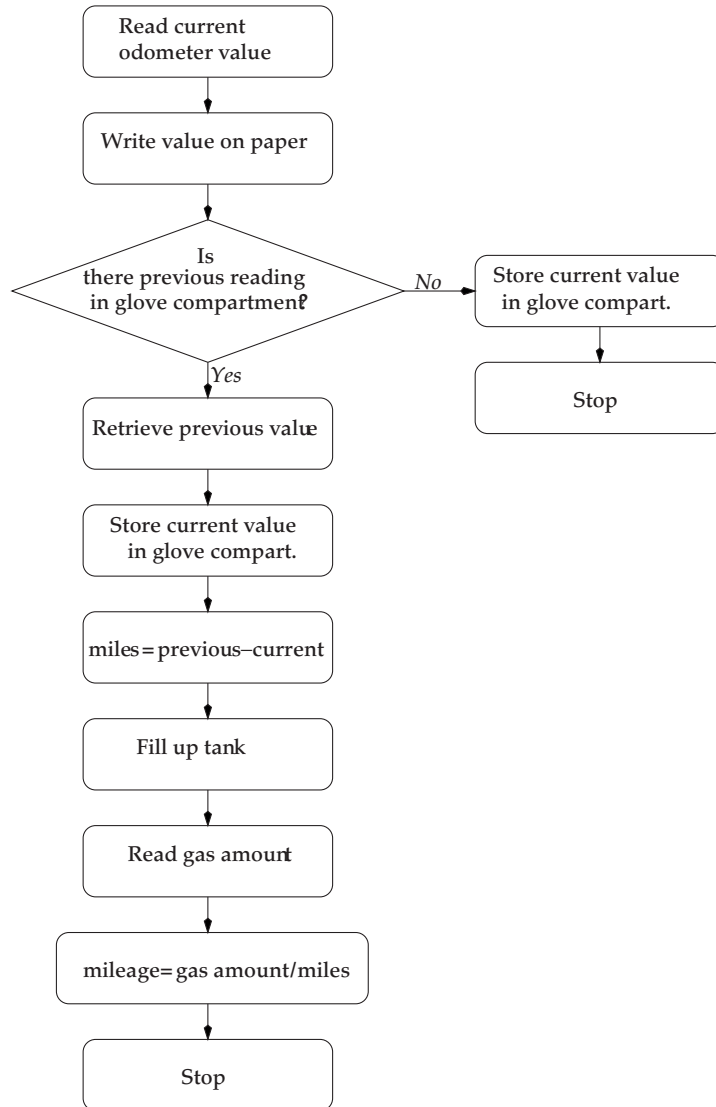 Read current
odometer value
Write value on paper
Is
there previous reading
in glove compartment?
No
Store current value
in glove compart.
Stop
Yes
Retrieve previous value
Store current value
in glove compart.
miles=previous–current
Fill up tank
Read gas amount
mileage=gas amount/miles
Stop